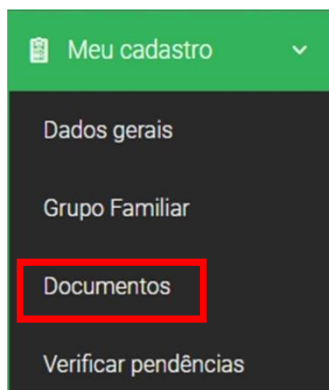 Meu cadastro
Dados gerais
Grupo Familiar
Documentos
Verificar pendências